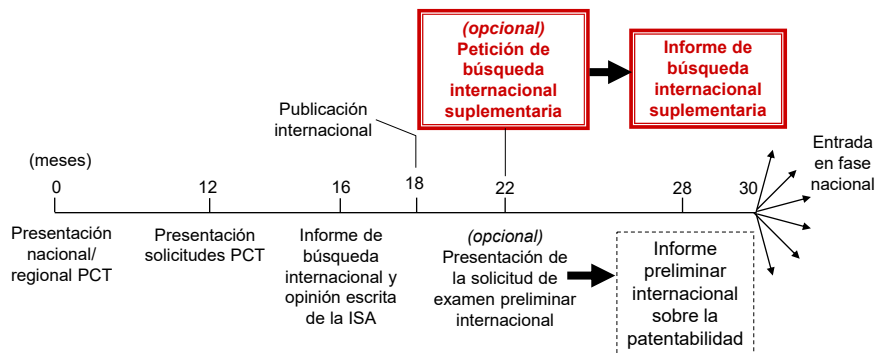 (opcional)
Petición de
búsqueda
internacional
suplementaria
Informe de
búsqueda
internacional
suplementaria
Publicación
internacional
Entrada
en fase
nacional
(meses)
0
12
16
18
22
28
30
Presentación
nacional/
regional PCT
Presentación
solicitudes PCT
Informe de
búsqueda
internacional y
opinión escrita
de la ISA
(opcional)
Presentación de
la solicitud de
examen preliminar
internacional
Informe
preliminar
internacional
sobre la
patentabilidad